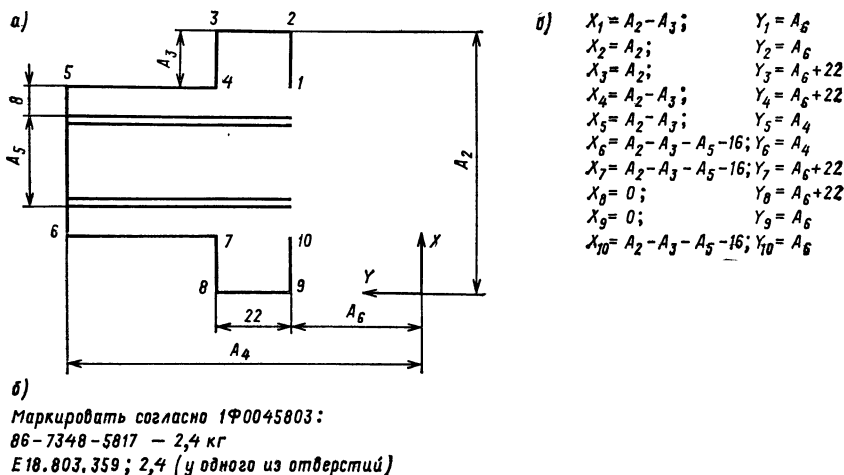 а)
3 2
A₃
5 4 1
8
A₅
A₂
6 7 10 X
8 9 Y
22 A₆
A₄
б)
Маркировать согласно 1Ф0045803:
86-7348-5817 — 2,4 кг
Е18.803.359; 2,4 (у одного из отверстий)
в)
X₁ = A₂-A₃; Y₁ = A₆
X₂ = A₂; Y₂ = A₆
X₃ = A₂; Y₃ = A₆+22
X₄ = A₂-A₃; Y₄ = A₆+22
X₅ = A₂-A₃; Y₅ = A₄
X₆ = A₂-A₃-A₅-16; Y₆ = A₄
X₇ = A₂-A₃-A₅-16; Y₇ = A₆+22
X₈ = 0; Y₈ = A₆+22
X₉ = 0; Y₉ = A₆
X₁₀ = A₂-A₃-A₅-16; Y₁₀ = A₆